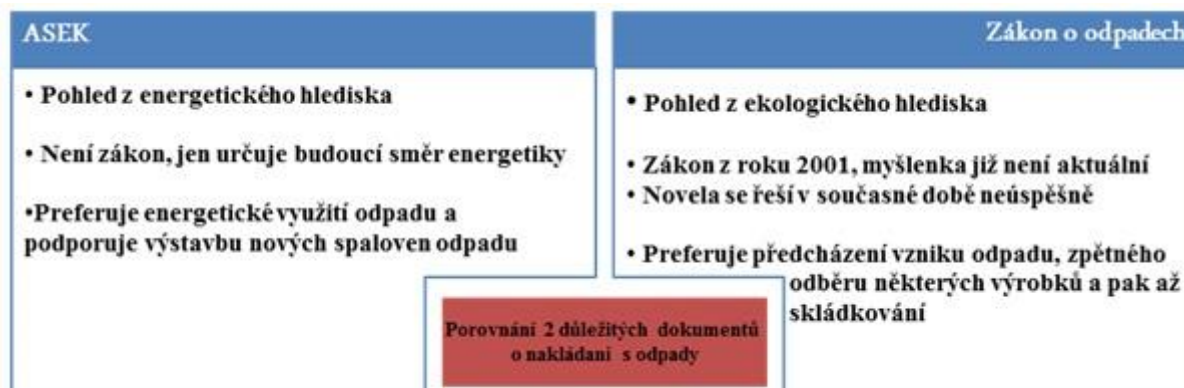 ASEK
• Pohled z energetického hlediska
• Není zákon, jen určuje budoucí směr energetiky
•Preferuje energetické využití odpadu a
podporuje výstavbu nových spaloven odpadu
Zákon o odpadech
• Pohled z ekologického hlediska
• Zákon z roku 2001, myšlenka již není aktuální
• Novela se řeší v současné době neúspěšně
• Preferuje předcházení vzniku odpadu, zpětného
odběru některých výrobků a pak až
skládkování
Porovnání 2 důležitých dokumentů
o nakládaní s odpady